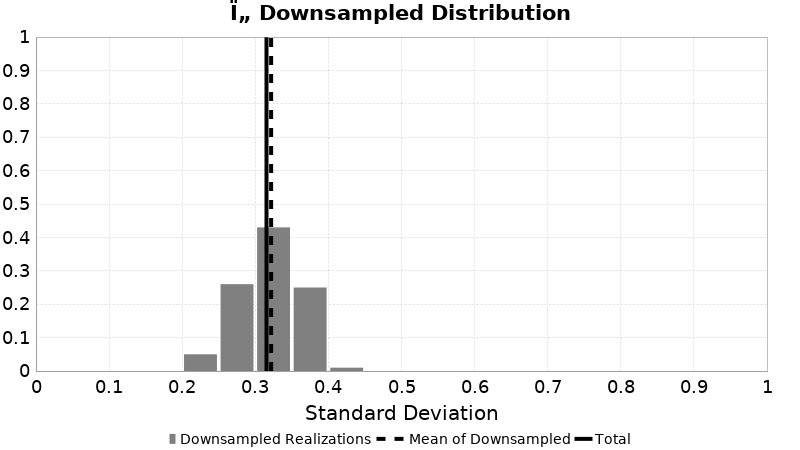 Ï„ Downsampled Distribution
1
0.9
0.8
0.7
0.6
0.5
0.4
0.3
0.2
0.1
0
0 0.1 0.2 0.3 0.4 0.5 0.6 0.7 0.8 0.9 1
Standard Deviation
Downsampled Realizations Mean of Downsampled Total